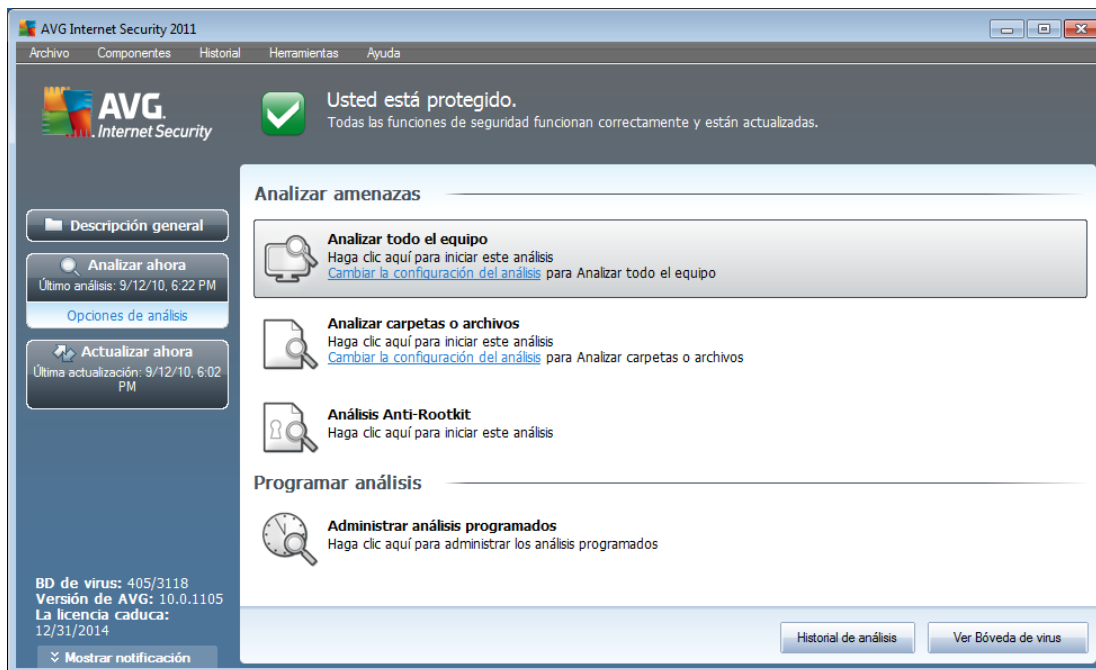 AVG Internet Security 2011
Archivo Componentes Historial Herramientas Ayuda
AVG.
Internet Security
Usted está protegido.
Todas las funciones de seguridad funcionan correctamente y están actualizadas.
Descripción general
Analizar ahora
Último análisis: 9/12/10, 6:22 PM
Opciones de análisis
Actualizar ahora
Última actualización: 9/12/10, 6:02
PM
BD de virus: 405/3118
Versión de AVG: 10.0.1105
La licencia caduca:
12/31/2014
Mostrar notificación
Analizar amenazas
Analizar todo el equipo
Haga clic aquí para iniciar este análisis
Cambiar la configuración del análisis para Analizar todo el equipo
Analizar carpetas o archivos
Haga clic aquí para iniciar este análisis
Cambiar la configuración del análisis para Analizar carpetas o archivos
Análisis Anti-Rootkit
Haga clic aquí para iniciar este análisis
Programar análisis
Administrar análisis programados
Haga clic aquí para administrar los análisis programados
Historial de análisis
Ver Bóveda de virus